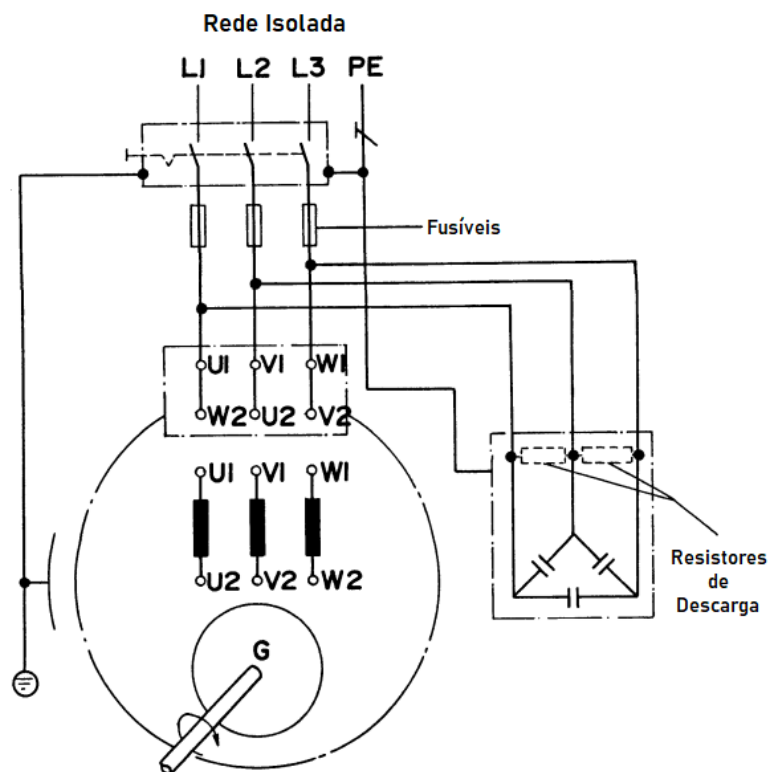 Rede Isolada
L1 L2 L3 PE
Fusíveis
U1 V1 W1
W2 U2 V2
U1 V1 W1
U2 V2 W2
Resistores
de
Descarga
G